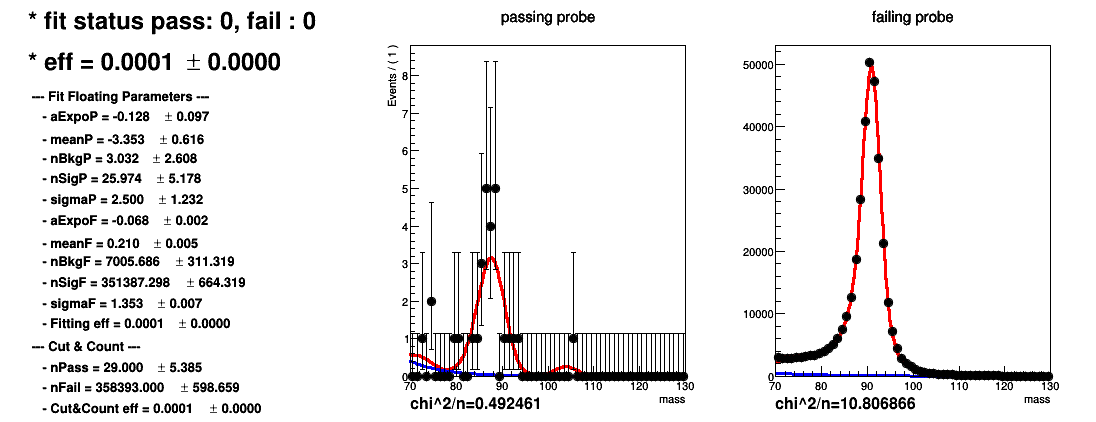 * fit status pass: 0, fail : 0
* eff = 0.0001 ± 0.0000
--- Fit Floating Parameters ---
- aExpoP = -0.128 ± 0.097
- meanP = -3.353 ± 0.616
- nBkgP = 3.032 ± 2.608
- nSigP = 25.974 ± 5.178
- sigmaP = 2.500 ± 1.232
- aExpoF = -0.068 ± 0.002
- meanF = 0.210 ± 0.005
- nBkgF = 7005.686 ± 311.319
- nSigF = 351387.298 ± 664.319
- sigmaF = 1.353 ± 0.007
- Fitting eff = 0.0001 ± 0.0000
--- Cut & Count ---
- nPass = 29.000 ± 5.385
- nFail = 358393.000 ± 598.659
- Cut&Count eff = 0.0001 ± 0.0000
passing probe
Events / ( 1 )
8
7
6
5
4
3
2
1
0
70 80 90 100 110 120 130
mass
chi^2/n=0.492461
failing probe
50000
40000
30000
20000
10000
0
70 80 90 100 110 120 130
mass
chi^2/n=10.806866